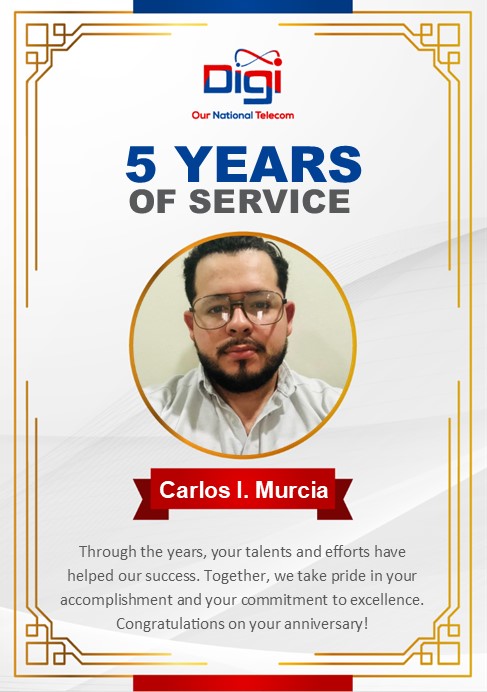 Digi
Our National Telecom
5 YEARS
OF SERVICE
Carlos I. Murcia
Through the years, your talents and efforts have
helped our success. Together, we take pride in your
accomplishment and your commitment to excellence.
Congratulations on your anniversary!